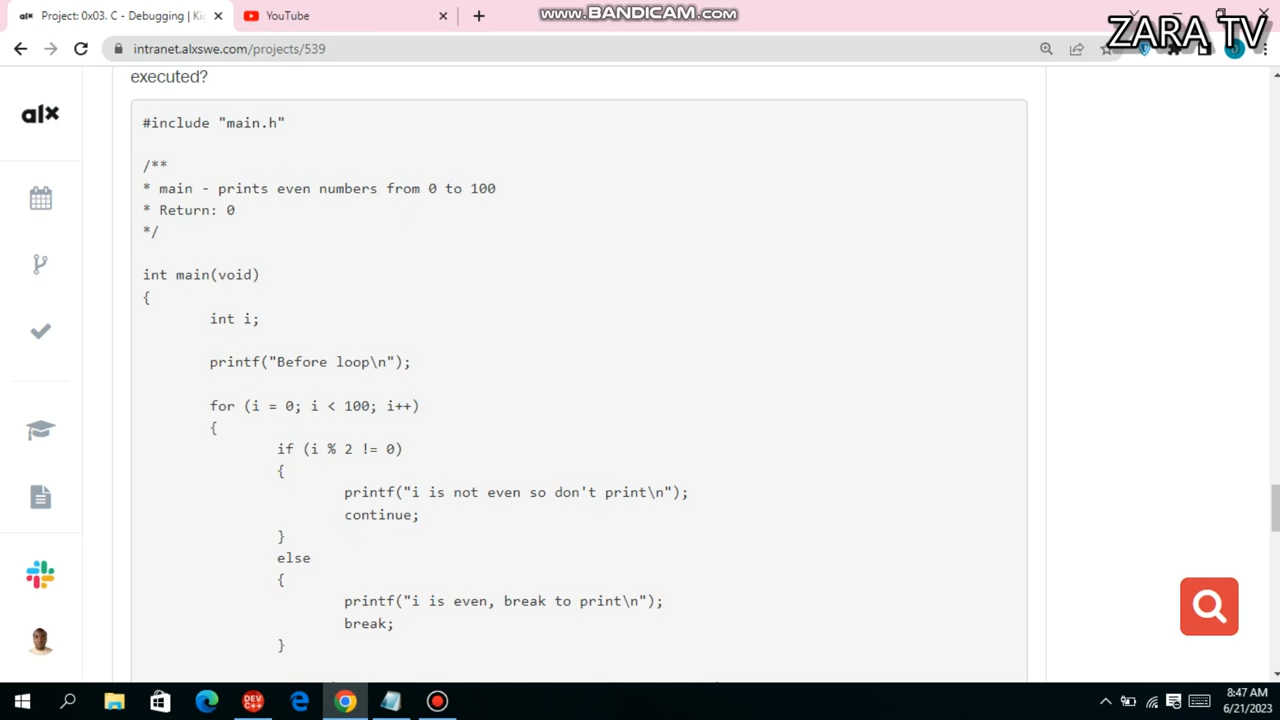 Project: 0x03. C - Debugging | Ki
YouTube
www.BANDICAM.com
ZARA TV
intranet.alxswe.com/projects/539
executed?
alx
#include "main.h"
/**
* main - prints even numbers from 0 to 100
* Return: 0
*/
int main(void)
{
int i;
printf("Before loop\n");
for (i = 0; i < 100; i++)
{
if (i % 2 != 0)
{
printf("i is not even so don't print\n");
continue;
}
else
{
printf("i is even, break to print\n");
break;
}
DEV
C++
8:47 AM
6/21/2023